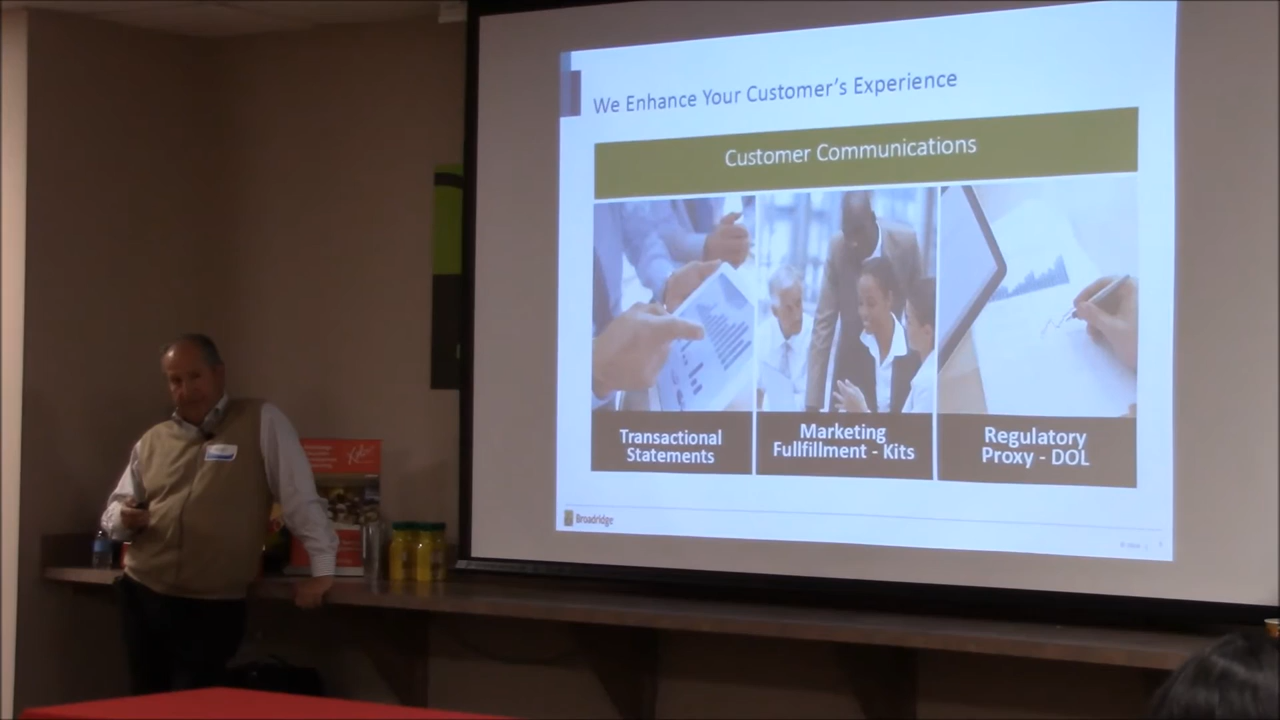 We Enhance Your Customer's Experience
Customer Communications
Transactional
Statements
Marketing
Fullfillment - Kits
Regulatory
Proxy - DOL
Broadridge